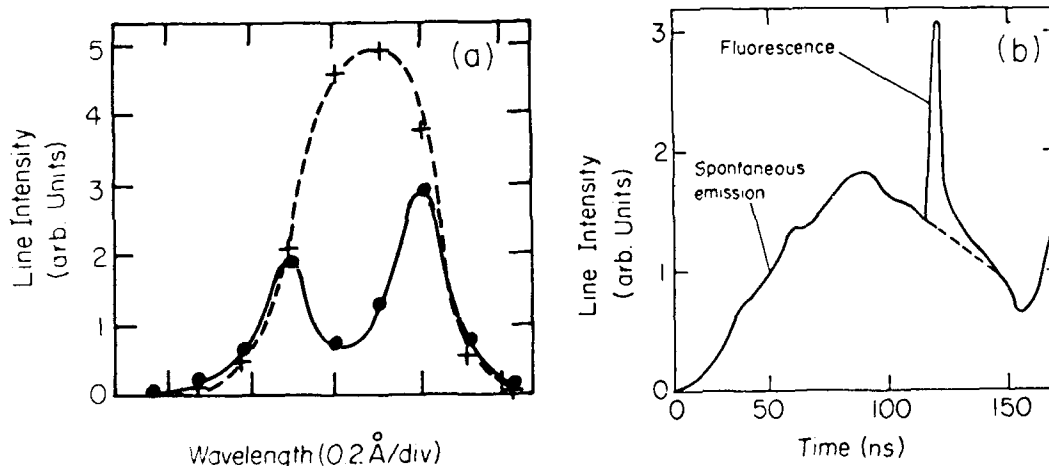 (a)
5
4
3
2
1
0
Line Intensity
(arb. Units)
Wavelength (0.2 Å/div)
(b)
Fluorescence
Spontaneous
emission
3
2
1
0
Line Intensity
(arb. Units)
0 50 100 150
Time (ns)